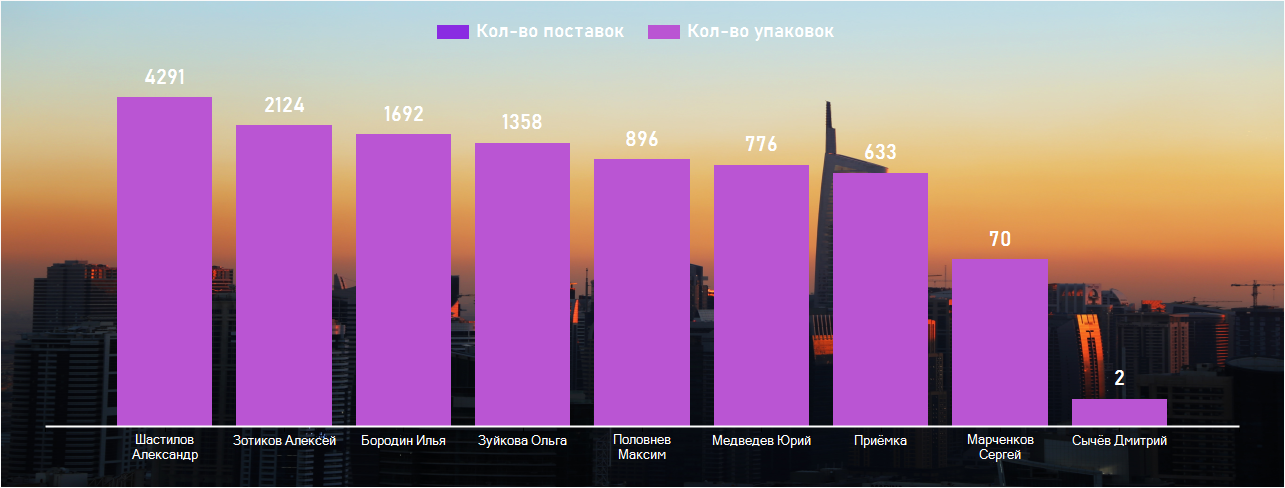 Кол-во поставок Кол-во упаковок
4291
2124
1692
1358
896
776
633
70
2
Шастилов
Александр
Зотиков Алексей
Бородин Илья
Зуйкова Ольга
Половнев
Максим
Медведев Юрий
Приёмка
Марченков
Сергей
Сычёв Дмитрий